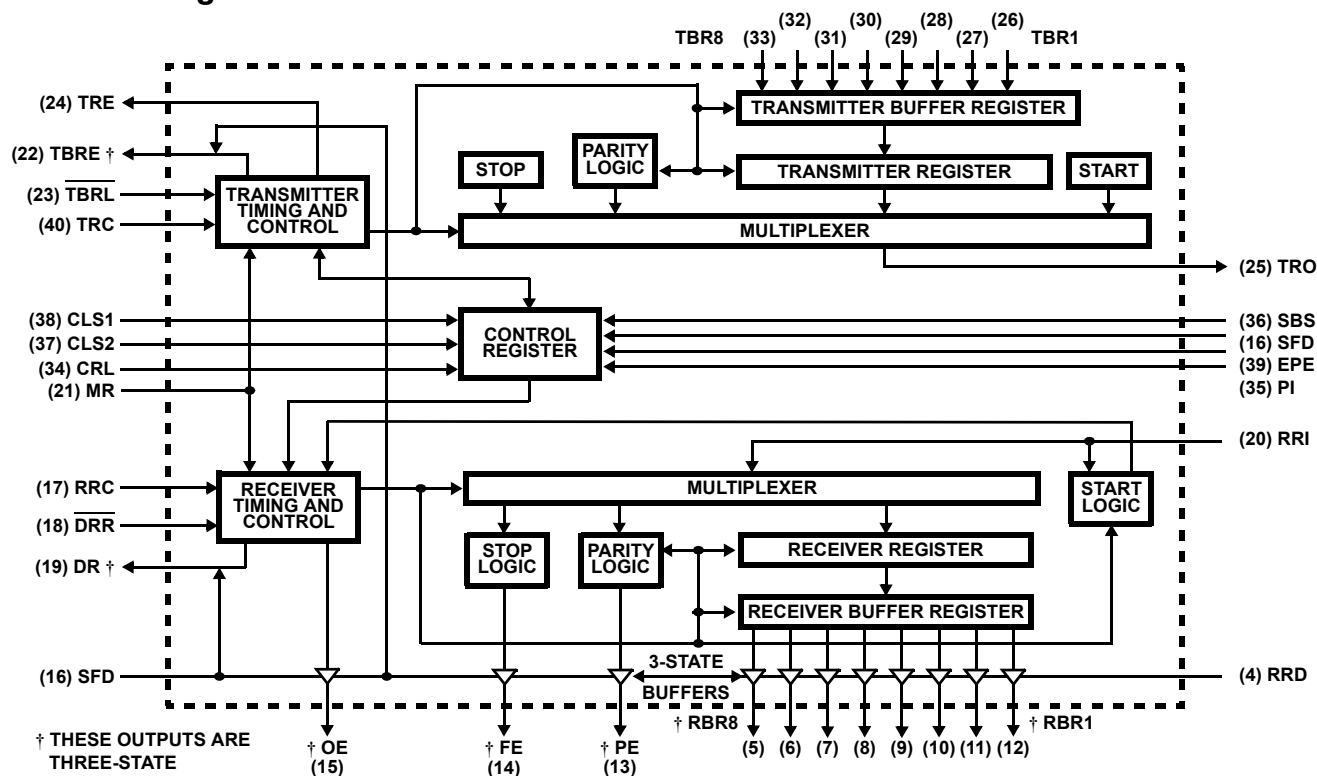 g
(32) (30) (28) (26)
TBR8 (33) (31) (29) (27) TBR1
(24) TRE
TRANSMITTER BUFFER REGISTER
(22) TBRE †
PARITY
LOGIC
STOP
TRANSMITTER REGISTER
START
(23) TBRL
TRANSMITTER
TIMING AND
CONTROL
(40) TRC
MULTIPLEXER
(25) TRO
(38) CLS1
(37) CLS2
(34) CRL
(21) MR
CONTROL
REGISTER
(36) SBS
(16) SFD
(39) EPE
(35) PI
(20) RRI
(17) RRC
(18) DRR
(19) DR †
RECEIVER
TIMING AND
CONTROL
MULTIPLEXER
START
LOGIC
STOP
LOGIC
PARITY
LOGIC
RECEIVER REGISTER
RECEIVER BUFFER REGISTER
(16) SFD
3-STATE
BUFFERS
(4) RRD
† RBR8
† RBR1
† THESE OUTPUTS ARE
THREE-STATE
† OE
(15)
† FE
(14)
† PE
(13)
(5) (6) (7) (8) (9) (10) (11) (12)